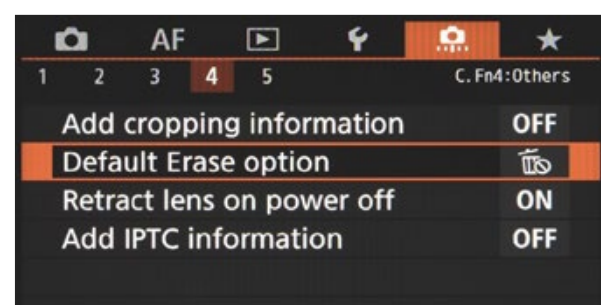 AF
1 2 3 4 5 C.Fn4:Others
Add cropping information OFF
Default Erase option
Retract lens on power off ON
Add IPTC information OFF